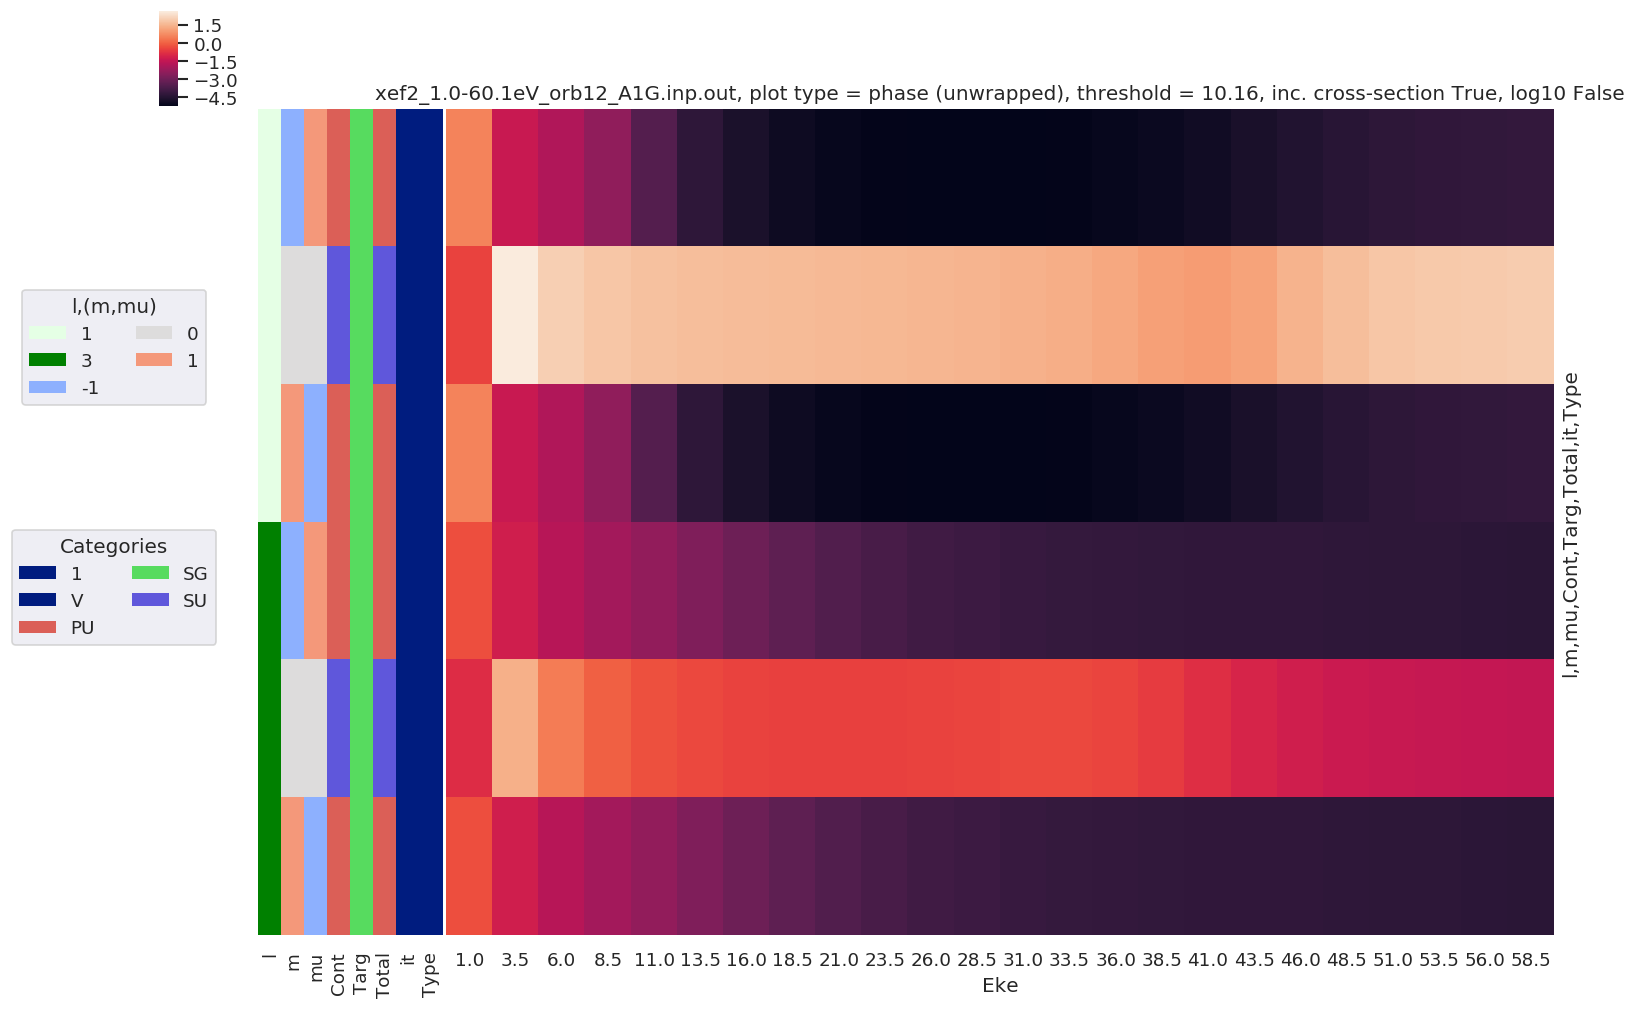 1.5
0.0
−1.5
−3.0
−4.5
xef2_1.0-60.1eV_orb12_A1G.inp.out, plot type = phase (unwrapped), threshold = 10.16, inc. cross-section True, log10 False
l,(m,mu)
1 0
3 1
-1
Categories
1 SG
V SU
PU
l,m,mu,Cont,Targ,Total,it,Type
l m mu Cont Targ Total it Type
1.0 3.5 6.0 8.5 11.0 13.5 16.0 18.5 21.0 23.5 26.0 28.5 31.0 33.5 36.0 38.5 41.0 43.5 46.0 48.5 51.0 53.5 56.0 58.5
Eke